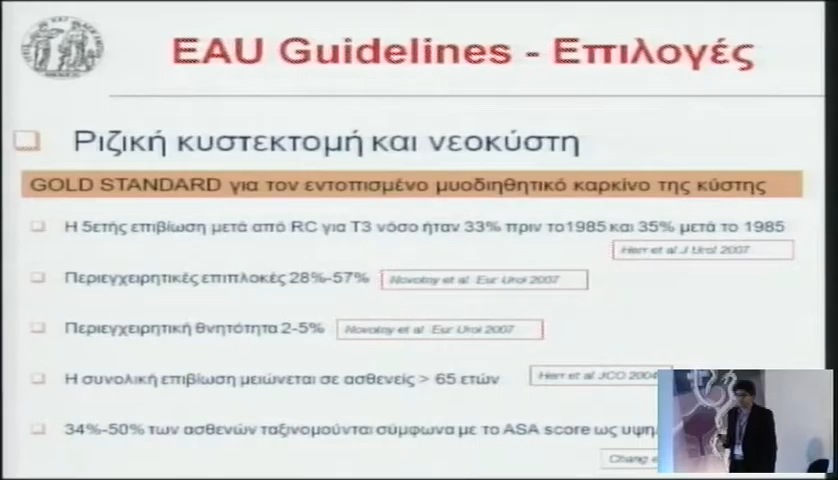 EAU Guidelines - Επιλογές
Ριζική κυστεκτομή και νεοκύστη
GOLD STANDARD για τον εντοπισμένο μυοδιηθητικό καρκίνο της κύστης
Η 5ετής επιβίωση μετά από RC για T3 νόσο ήταν 33% πριν το1985 και 35% μετά το 1985
Herr et al J Urol 2007
Περιεγχειρητικές επιπλοκές 28%-57%
Novotny et al. Eur Urol 2007
Περιεγχειρητική θνητότητα 2-5%
Novotny et al. Eur Urol 2007
Η συνολική επιβίωση μειώνεται σε ασθενείς > 65 ετών
Herr et al JCO 2004
34%-50% των ασθενών ταξινομούνται σύμφωνα με το ASA score ως
Chang